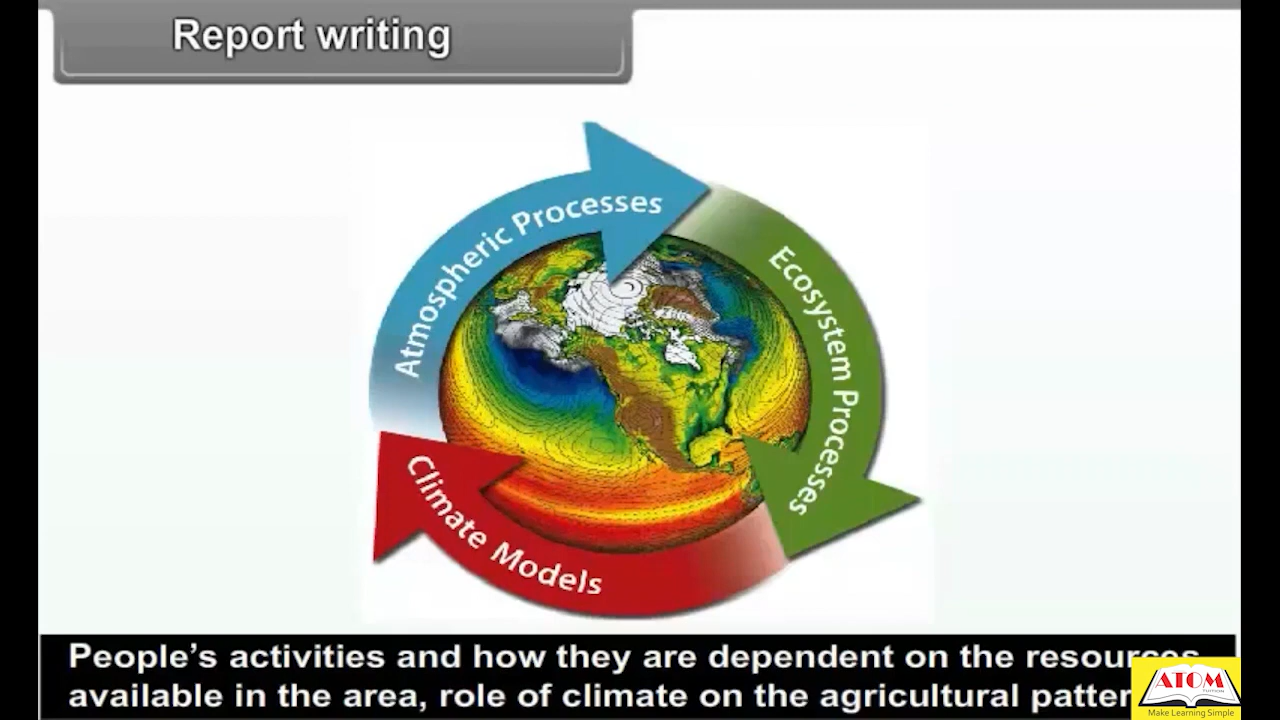 Report writing
Atmospheric Processes
Ecosystem Processes
Climate Models
People's activities and how they are dependent on the
available in the area, role of climate on the agricultural
ATOM
TUITION
Make Learning Simple